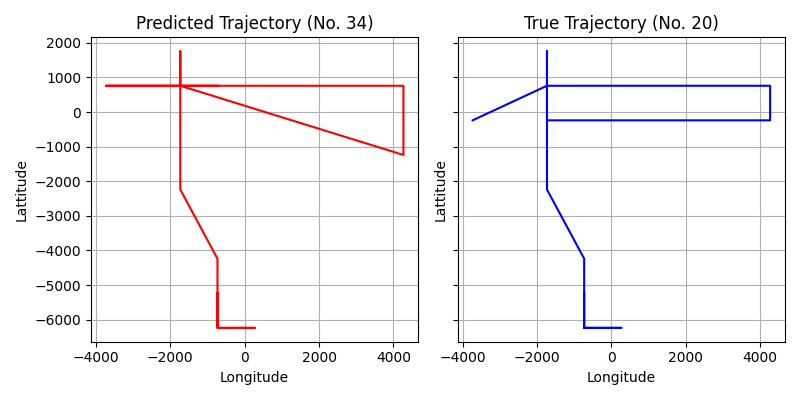 Predicted Trajectory (No. 34)
True Trajectory (No. 20)
2000
1000
0
−1000
−2000
−3000
−4000
−5000
−6000
Lattitude
Lattitude
−4000 −2000 0 2000 4000
−4000 −2000 0 2000 4000
Longitude
Longitude